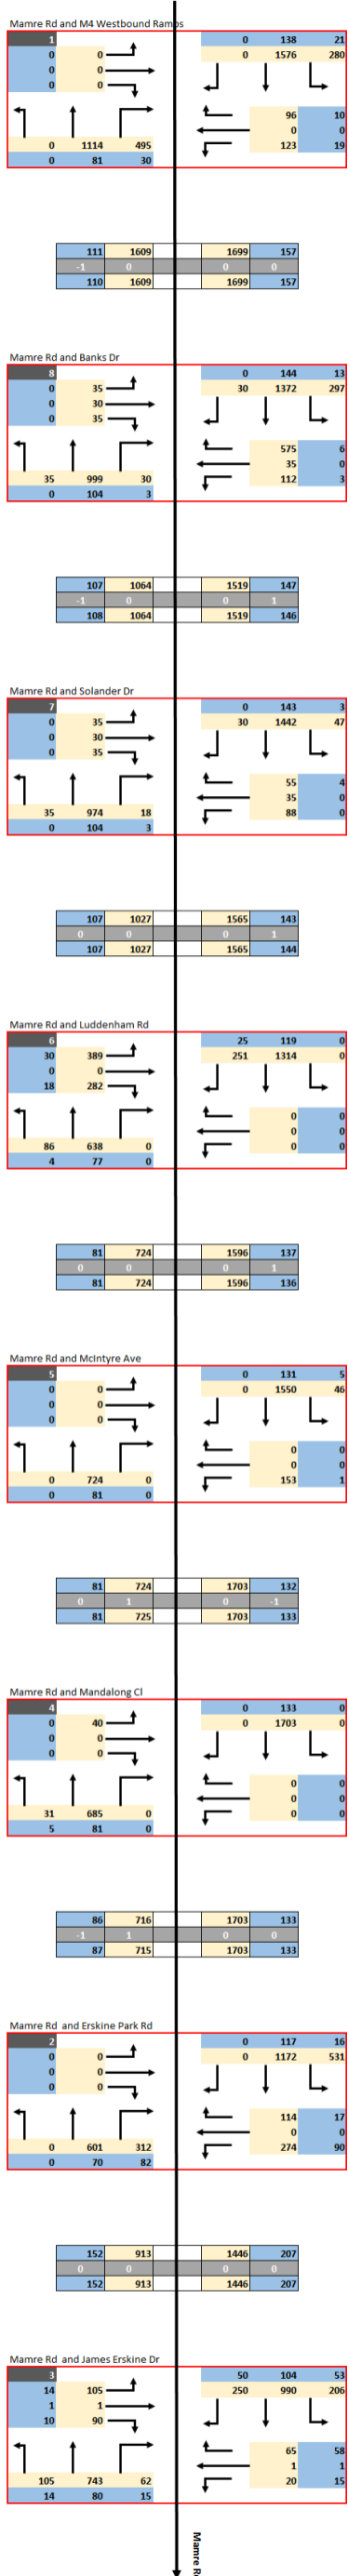 Mamre Rd and M4 Westbound Ramps
1 0 138 21
0 0 0 1576 280
0 0
0 0
96 10
0 0
0 1114 495 123 19
0 81 30
111 1609 1699 157
-1 0 0 0
110 1609 1699 157
Mamre Rd and Banks Dr
8 0 144 13
0 35 30 1372 297
0 30
0 35
575 6
35 0
35 999 30 112 3
0 104 3
107 1064 1519 147
-1 0 0 1
108 1064 1519 146
Mamre Rd and Solander Dr
7 0 143 3
0 35 30 1442 47
0 30
0 35
55 4
35 0
35 974 18 88 0
0 104 3
107 1027 1565 143
0 0 0 1
107 1027 1565 144
Mamre Rd and Luddenham Rd
6 25 119 0
30 389 251 1314 0
0 0
18 282
0 0
0 0
86 638 0 0 0
4 77 0
81 724 1596 137
0 0 0 1
81 724 1596 136
Mamre Rd and McIntyre Ave
5 0 131 5
0 0 0 1550 46
0 0
0 0
0 0
0 0
0 724 0 153 1
0 81 0
81 724 1703 132
0 1 0 -1
81 725 1703 133
Mamre Rd and Mandalong Cl
4 0 133 0
0 40 0 1703 0
0 0
0 0
0 0
0 0
31 685 0 0 0
5 81 0
86 716 1703 133
-1 1 0 0
87 715 1703 133
Mamre Rd and Erskine Park Rd
2 0 117 16
0 0 0 1172 531
0 0
0 0
114 17
0 0
0 601 312 274 90
0 70 82
152 913 1446 207
0 0 0 0
152 913 1446 207
Mamre Rd and James Erskine Dr
3 50 104 53
14 105 250 990 206
1 1
10 90
65 58
1 1
105 743 62 20 15
14 80 15
Mamre R